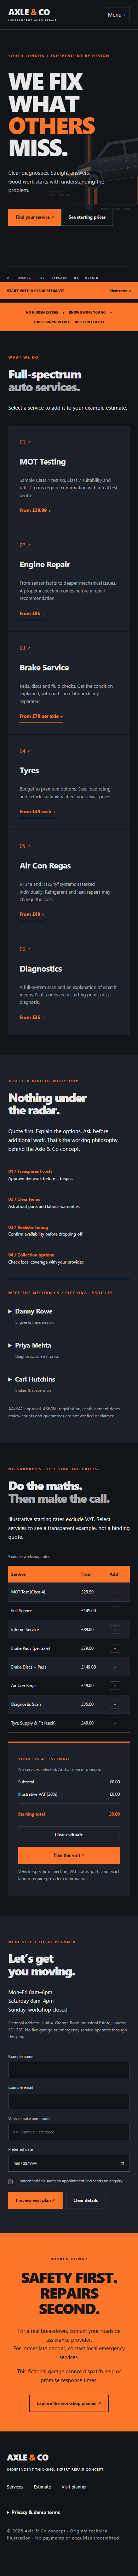 AXLE & CO
INDEPENDENT AUTO REPAIR
Menu +
SOUTH LONDON / INDEPENDENT BY DESIGN
WE FIX
WHAT
OTHERS
MISS.
Clear diagnostics. Straight answers.
Good work starts with understanding the
problem.
Find your service ↗
See starting prices
01 — INSPECT 02 — EXPLAIN 03 — REPAIR
START WITH A CLEAR ESTIMATE
View rates ↗
NO HIDDEN EXTRAS
KNOW BEFORE YOU GO
YOUR CAR. YOUR CALL.
BUILT ON CLARITY
WHAT WE DO
Full-spectrum
auto services.
Select a service to add it to your example estimate.
01 ↗
MOT Testing
Sample Class 4 testing. Class 7 suitability and
retest terms require confirmation with a real test
centre.
From £29.99 +
02 ↗
Engine Repair
From sensor faults to deeper mechanical issues.
A proper inspection comes before a repair
recommendation.
From £85 +
03 ↗
Brake Service
Pads, discs and fluid checks. Get the condition
explained, with parts and labour clearly
separated.
From £79 per axle +
04 ↗
Tyres
Budget to premium options. Size, load rating
and vehicle suitability affect your exact price.
From £49 each +
05 ↗
Air Con Regas
R134a and R1234yf systems assessed
individually. Refrigerant and leak repairs may
change the cost.
From £49 +
06 ↗
Diagnostics
A full-system scan and an explanation of what it
means. Fault codes are a starting point, not a
diagnosis.
From £35 +
A BETTER KIND OF WORKSHOP
Nothing under
the radar.
Quote first. Explain the options. Ask before
additional work. That's the working philosophy
behind the Axle & Co concept.
01 / Transparent costs
Approve the work before it begins.
02 / Clear terms
Ask about parts and labour warranties.
03 / Realistic timing
Confirm availability before dropping off.
04 / Collection options
Check local coverage with your provider.
MEET THE MECHANICS / FICTIONAL PROFILES
Danny Rowe
Engine & transmission
Priya Mehta
Diagnostics & electronics
Carl Hutchins
Brakes & suspension
AA/RAC approval, ASE/IMI registration, established dates,
review counts and guarantees are not verified or claimed.
NO SURPRISES. JUST STARTING PRICES.
Do the maths.
Then make the call.
Illustrative starting rates exclude VAT. Select
services to see a transparent example, not a binding
quote.
Example workshop rates
Service From Add
MOT Test (Class 4) £29.99 +
Full Service £149.00 +
Interim Service £89.00 +
Brake Pads (per axle) £79.00 +
Brake Discs + Pads £149.00 +
Air Con Regas £49.00 +
Diagnostic Scan £35.00 +
Tyre Supply & Fit (each) £49.00 +
YOUR LOCAL ESTIMATE
No services selected. Add a service to begin.
Subtotal £0.00
Illustrative VAT (20%) £0.00
Starting total £0.00
Clear estimate
Plan this visit ↗
Vehicle-specific inspection, VAT status, parts and exact
labour require provider confirmation.
NEXT STEP / LOCAL PLANNER
Let's get
you moving.
Mon–Fri 8am–6pm
Saturday 8am–4pm
Sunday: workshop closed
Fictional address: Unit 4, Grange Road Industrial Estate, London
SE1 3BT. No live garage or emergency service operates through
this page.
Example name
Example email
Vehicle make and model
e.g. Example Hatchback
Preferred date
mm/dd/yyyy
I understand this saves no appointment and sends no enquiry.
Preview visit plan ↗
Clear details
BROKEN DOWN?
SAFETY FIRST.
REPAIRS
SECOND.
For a real breakdown, contact your roadside
assistance provider.
For immediate danger, contact local emergency
services.
This fictional garage cannot dispatch help or
promise response times.
Explore the workshop planner ↗
AXLE & CO
INDEPENDENT THINKING. EXPERT REPAIR CONCEPT.
Services Estimate Visit planner
Privacy & demo terms
© 2026 Axle & Co concept · Original technical
illustration · No payments or enquiries transmitted